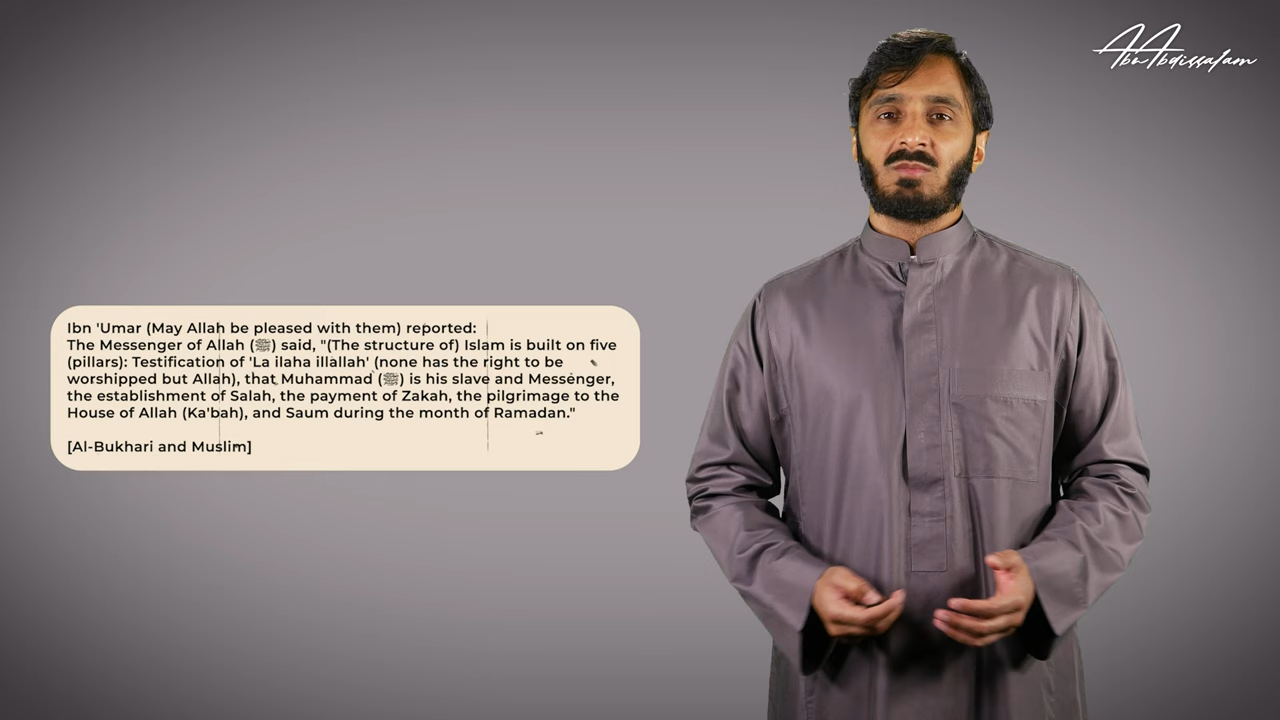 Ibn Abdissalam
Ibn 'Umar (May Allah be pleased with them) reported:
The Messenger of Allah (ﷺ) said, "(The structure of) Islam is built on five
(pillars): Testification of 'La ilaha illallah' (none has the right to be
worshipped but Allah), that Muhammad (ﷺ) is his slave and Messenger,
the establishment of Salah, the payment of Zakah, the pilgrimage to the
House of Allah (Ka'bah), and Saum during the month of Ramadan."
[Al-Bukhari and Muslim]